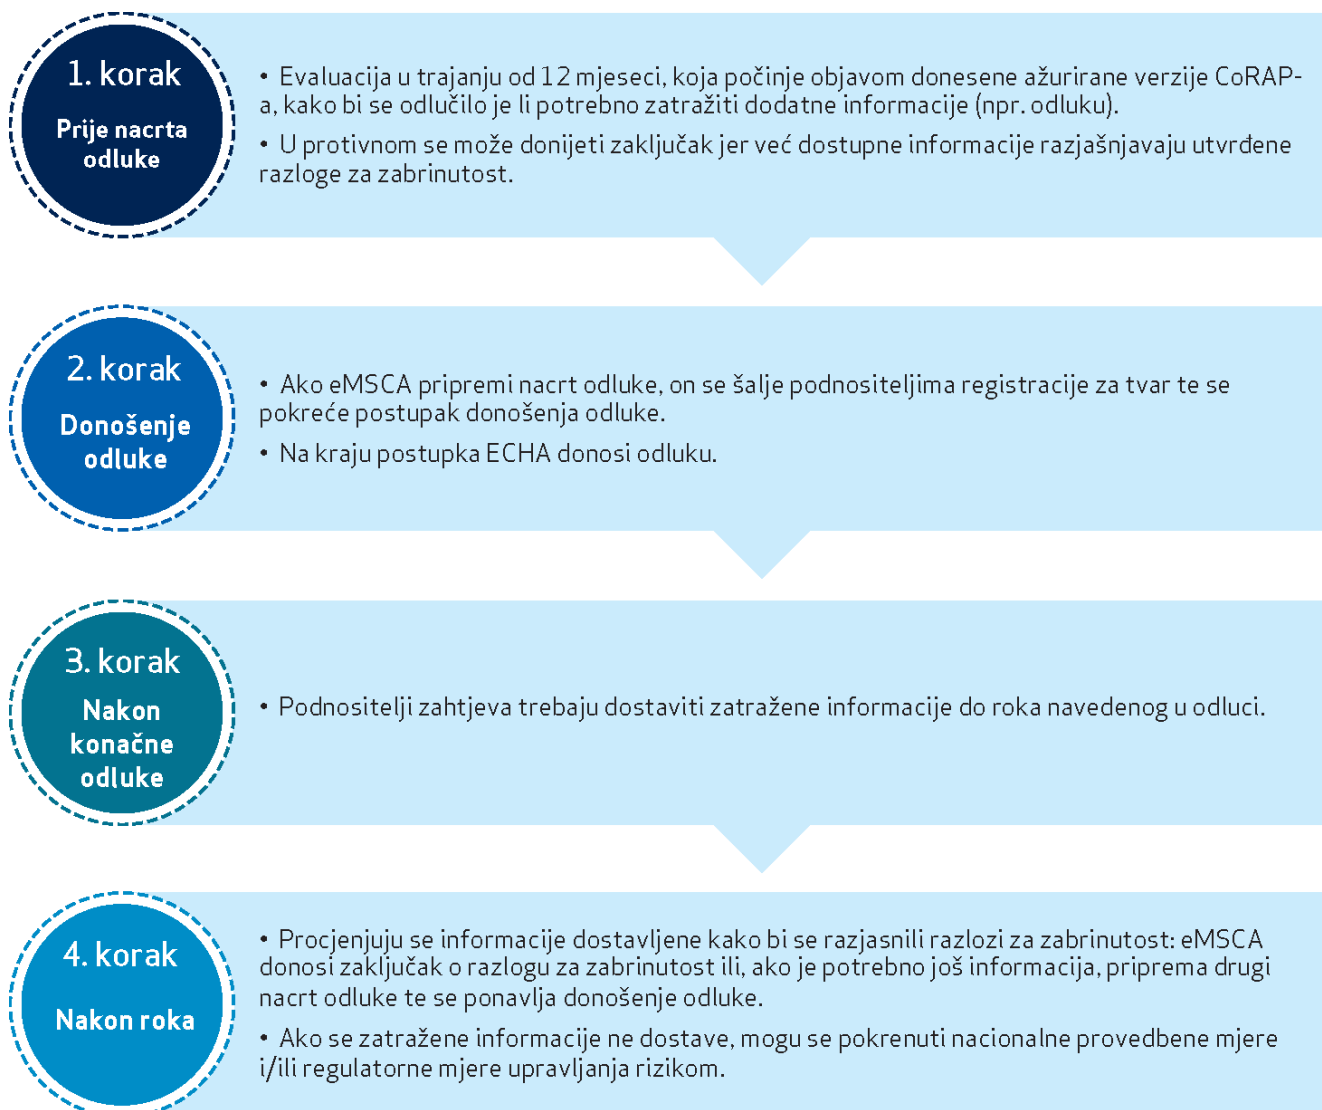 1. korak
Prije nacrta
odluke
• Evaluacija u trajanju od 12 mjeseci, koja počinje objavom donesene ažurirane verzije CoRAP-
a, kako bi se odlučilo je li potrebno zatražiti dodatne informacije (npr. odluku).
• U protivnom se može donijeti zaključak jer već dostupne informacije razjašnjavaju utvrđene
razloge za zabrinutost.
2. korak
Donošenje
odluke
• Ako eMSCA pripremi nacrt odluke, on se šalje podnositeljima registracije za tvar te se
pokreće postupak donošenja odluke.
• Na kraju postupka ECHA donosi odluku.
3. korak
Nakon
konačne
odluke
• Podnositelji zahtjeva trebaju dostaviti zatražene informacije do roka navedenog u odluci.
4. korak
Nakon roka
• Procjenjuju se informacije dostavljene kako bi se razjasnili razlozi za zabrinutost: eMSCA
donosi zaključak o razlogu za zabrinutost ili, ako je potrebno još informacija, priprema drugi
nacrt odluke te se ponavlja donošenje odluke.
• Ako se zatražene informacije ne dostave, mogu se pokrenuti nacionalne provedbene mjere
i/ili regulatorne mjere upravljanja rizikom.